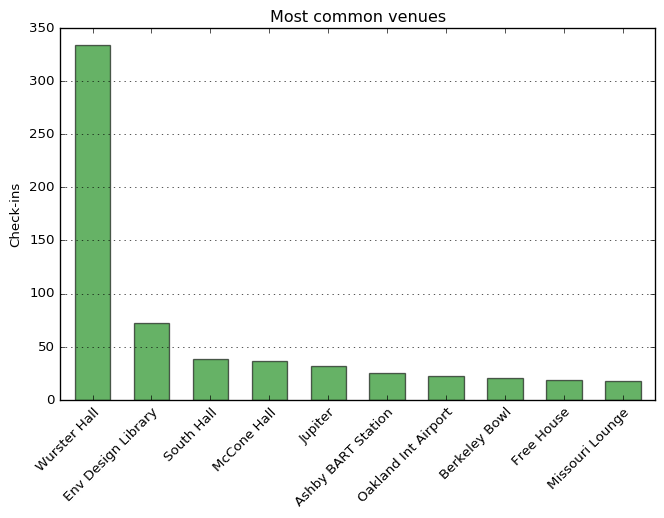 Most common venues
350
300
250
200
150
100
50
0
Check-ins
Wurster Hall
Env Design Library
South Hall
McCone Hall
Jupiter
Ashby BART Station
Oakland Int Airport
Berkeley Bowl
Free House
Missouri Lounge